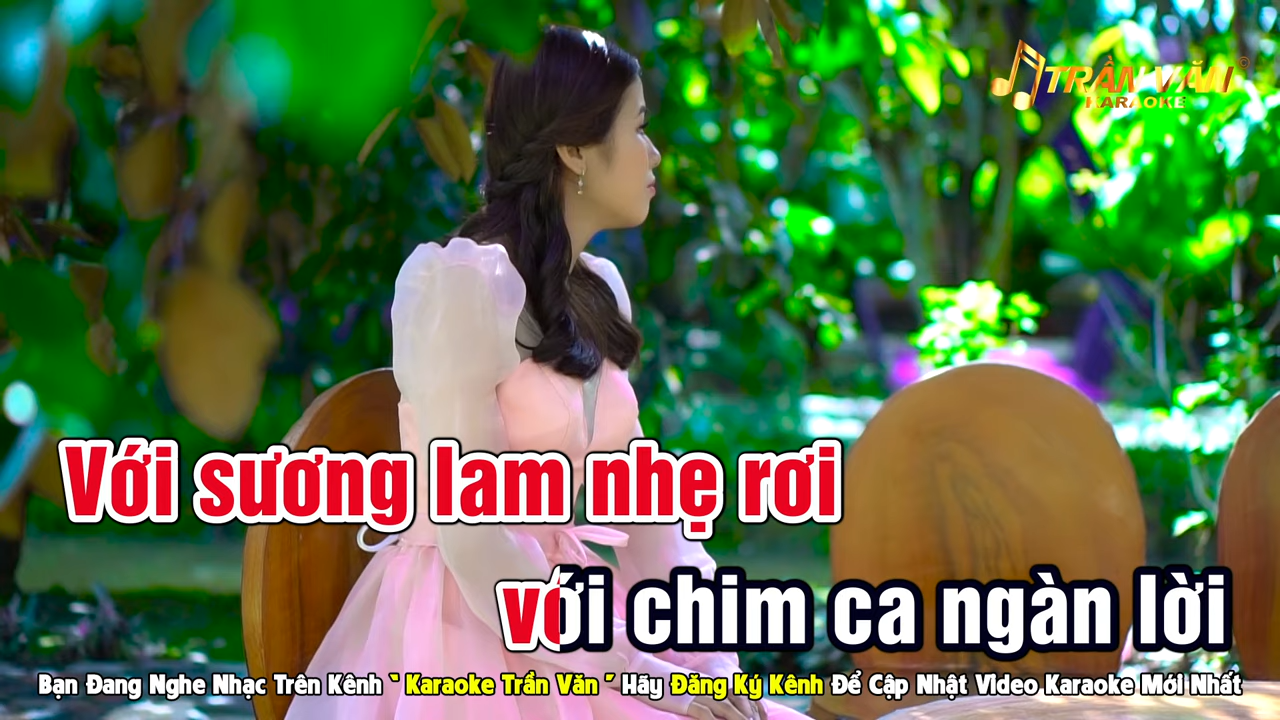 TRẦN VĂN ©
KARAOKE
Với sương lam nhẹ rơi
với chim ca ngàn lời
Bạn Đang Nghe Nhạc Trên Kênh ` Karaoke Trần Văn ´ Hãy Đăng Ký Kênh Để Cập Nhật Video Karaoke Mới Nhất